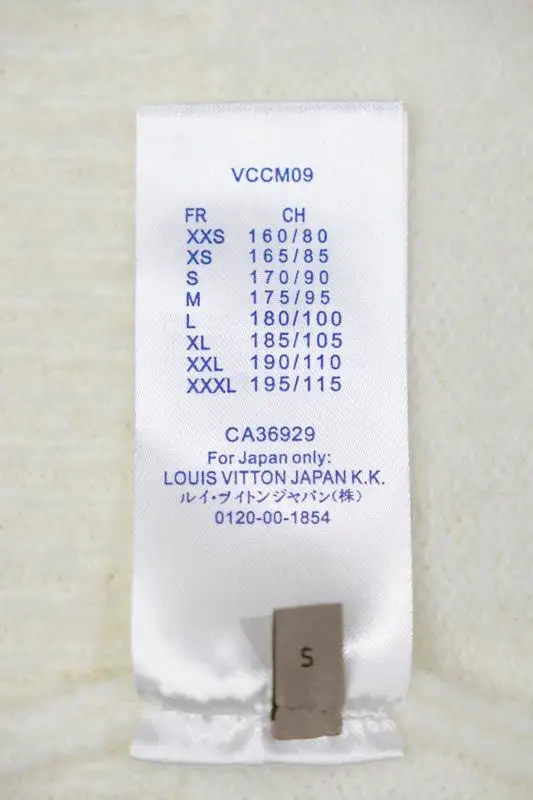 VCCM09
FR CH
XXS 160/80
XS 165/85
S 170/90
M 175/95
L 180/100
XL 185/105
XXL 190/110
XXXL 195/115
CA36929
For Japan only:
LOUIS VITTON JAPAN K.K.
ルイ・ブイトンジャパン(株)
0120-00-1854
S